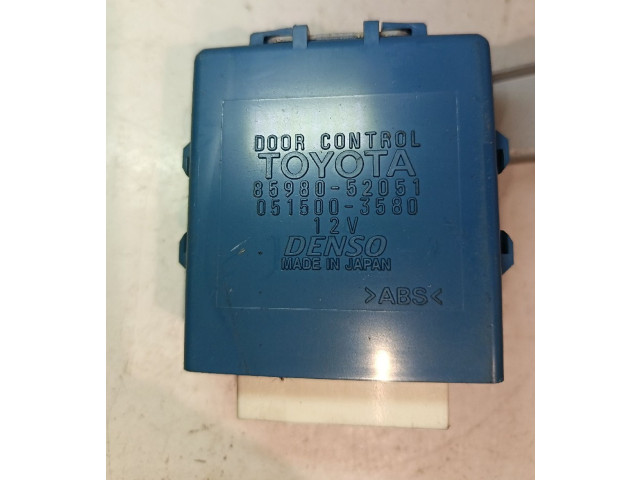 DOOR CONTROL
TOYOTA
85980-52051
051500-3580
12V
DENSO
MADE IN JAPAN
>ABS<